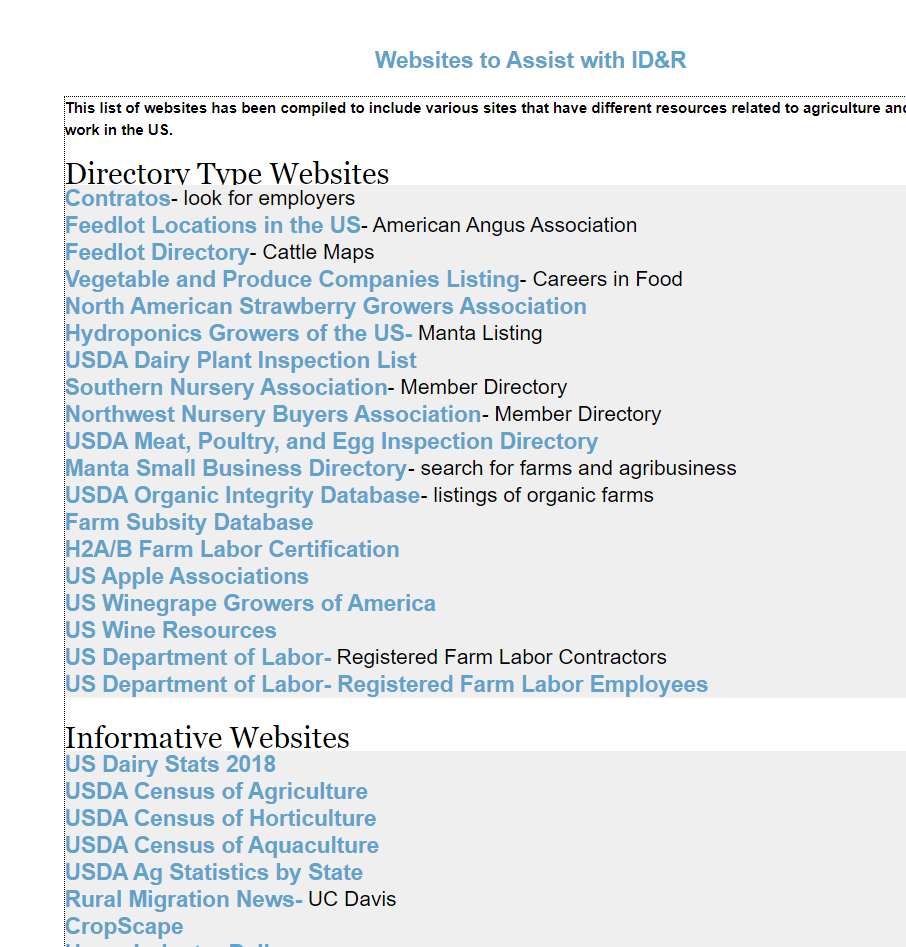 Websites to Assist with ID&R
This list of websites has been compiled to include various sites that have different resources related to agriculture
work in the US.
Directory Type Websites
Contratos- look for employers
Feedlot Locations in the US- American Angus Association
Feedlot Directory- Cattle Maps
Vegetable and Produce Companies Listing- Careers in Food
North American Strawberry Growers Association
Hydroponics Growers of the US- Manta Listing
USDA Dairy Plant Inspection List
Southern Nursery Association- Member Directory
Northwest Nursery Buyers Association- Member Directory
USDA Meat, Poultry, and Egg Inspection Directory
Manta Small Business Directory- search for farms and agribusiness
USDA Organic Integrity Database- listings of organic farms
Farm Subsity Database
H2A/B Farm Labor Certification
US Apple Associations
US Winegrape Growers of America
US Wine Resources
US Department of Labor- Registered Farm Labor Contractors
US Department of Labor- Registered Farm Labor Employees
Informative Websites
US Dairy Stats 2018
USDA Census of Agriculture
USDA Census of Horticulture
USDA Census of Aquaculture
USDA Ag Statistics by State
Rural Migration News- UC Davis
CropScape